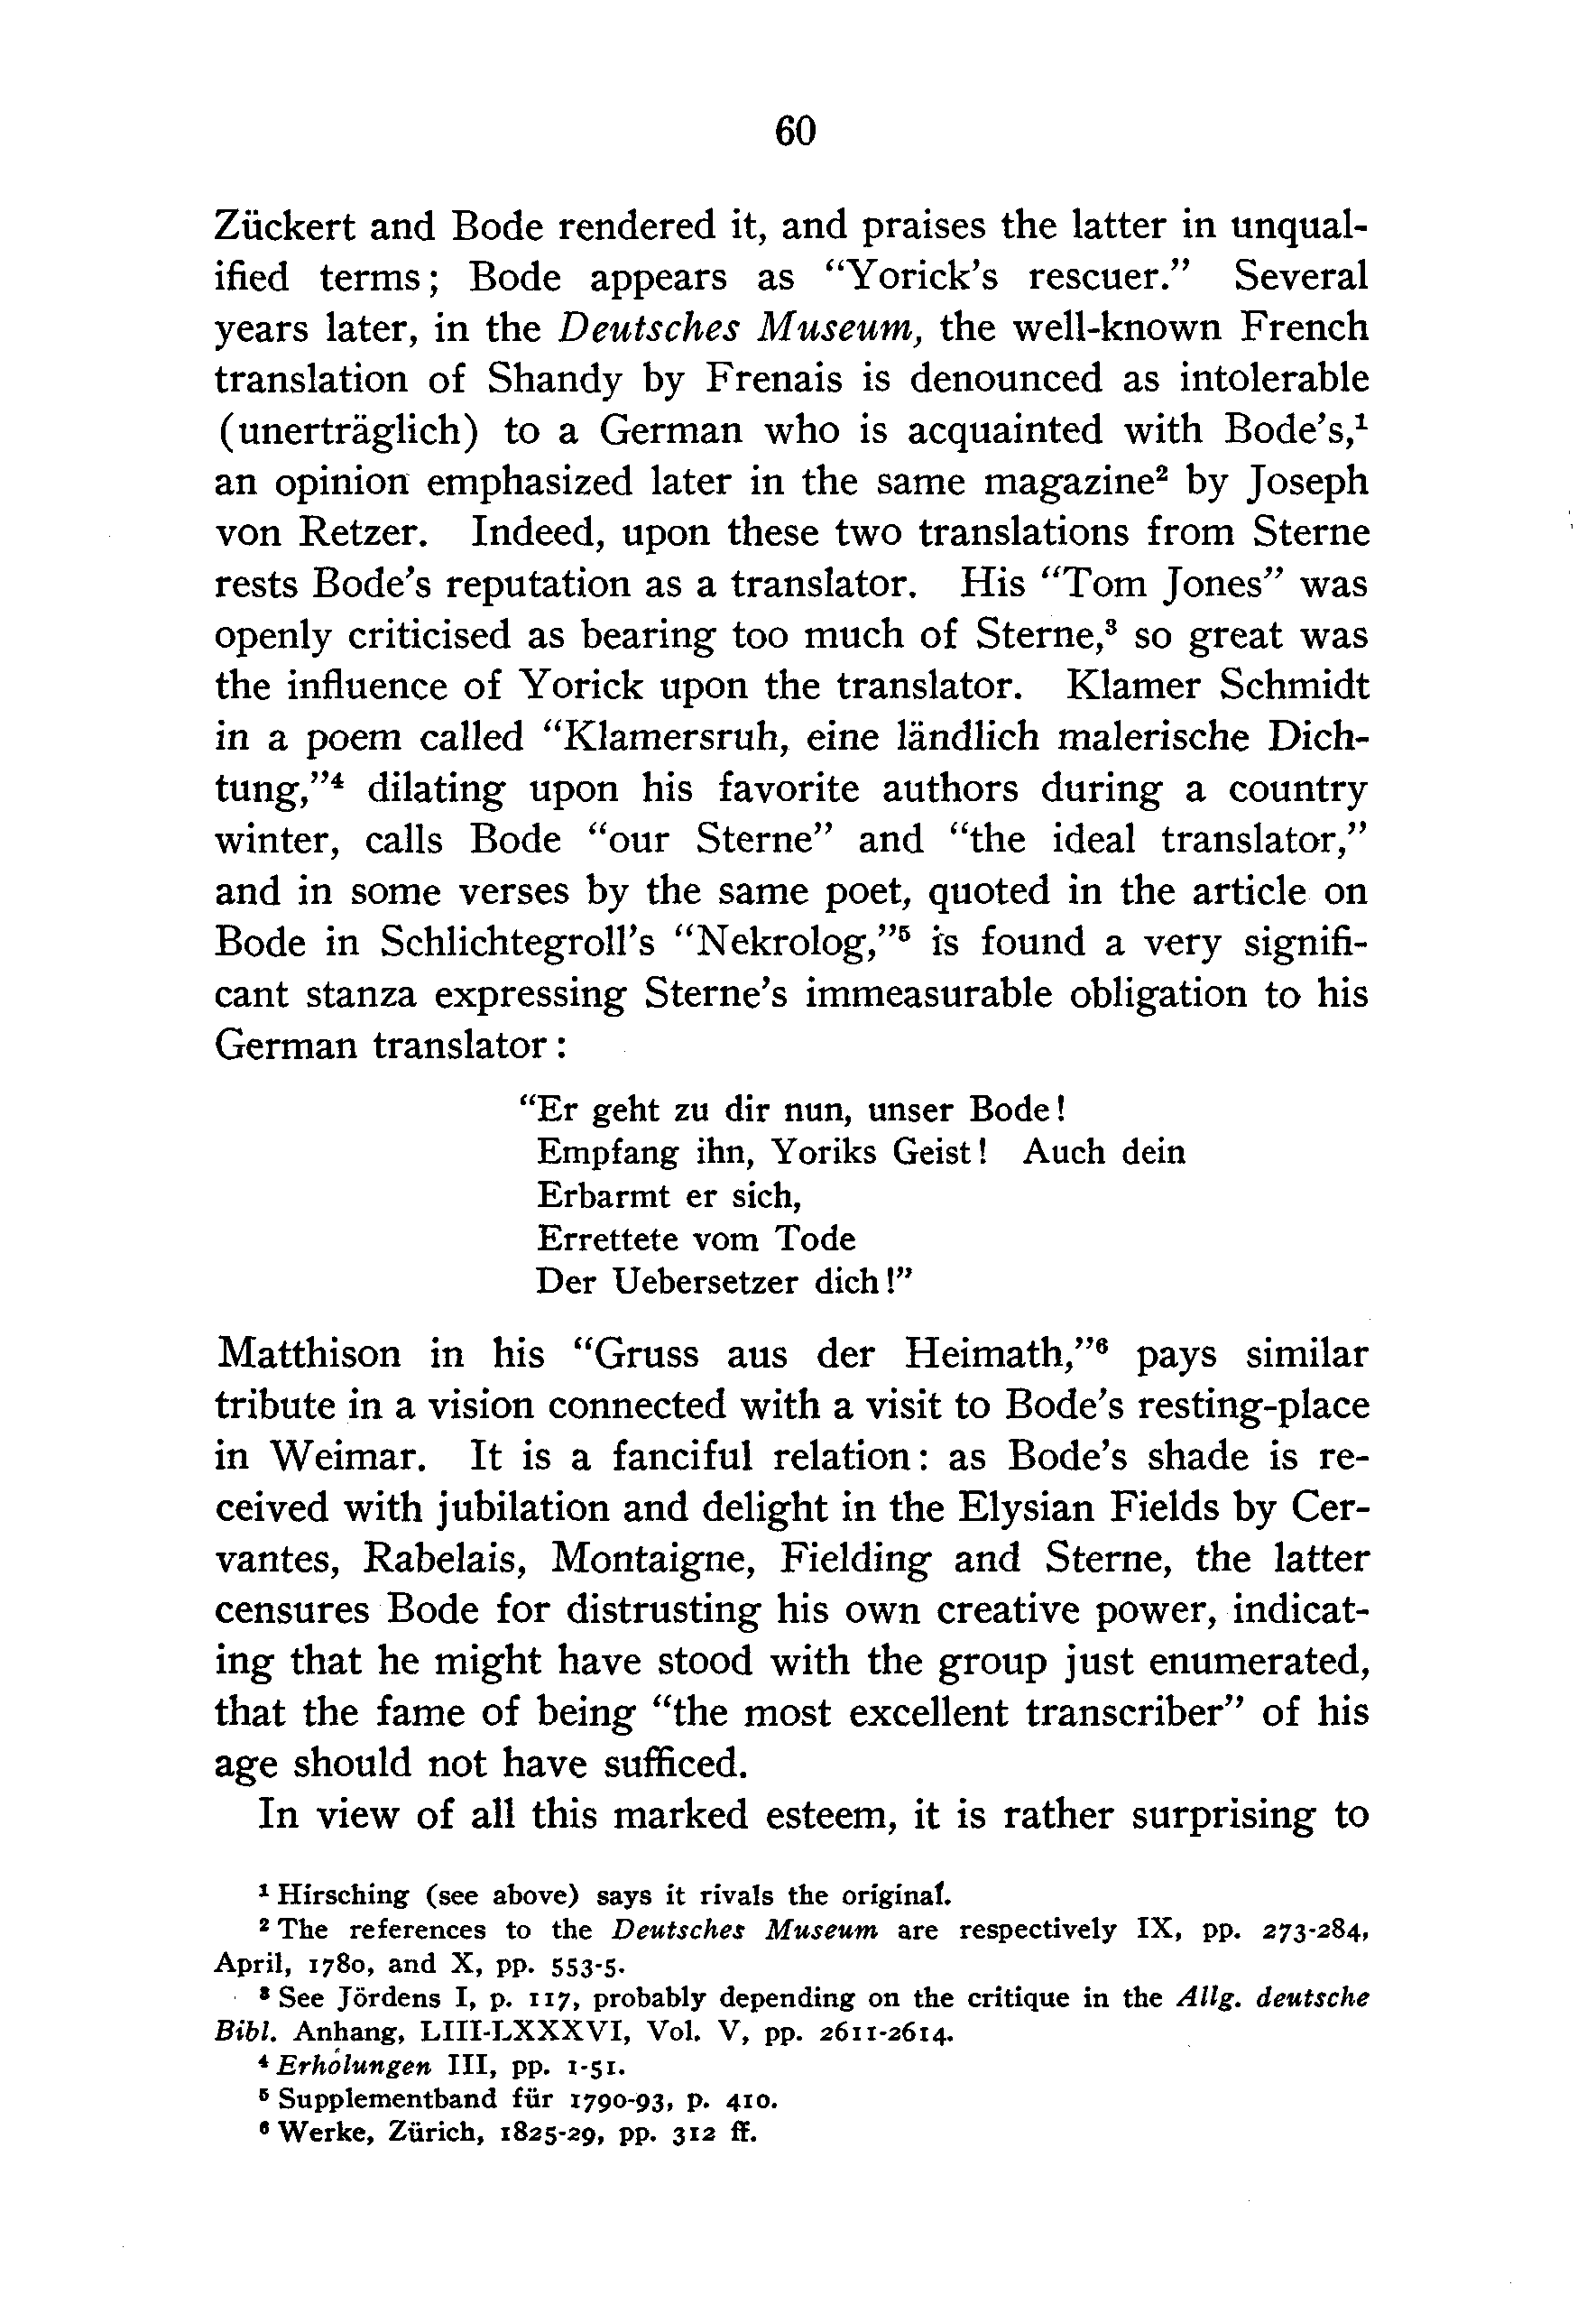 60
Zückert and Bode rendered it, and praises the latter in unqual-
ified terms; Bode appears as “Yorick’s rescuer.” Several
years later, in the Deutsches Museum, the well-known French
translation of Shandy by Frenais is denounced as intolerable
(unerträglich) to a German who is acquainted with Bode’s,¹
an opinion emphasized later in the same magazine² by Joseph
von Retzer. Indeed, upon these two translations from Sterne
rests Bode’s reputation as a translator. His “Tom Jones” was
openly criticised as bearing too much of Sterne,³ so great was
the influence of Yorick upon the translator. Klamer Schmidt
in a poem called “Klamersruh, eine ländlich malerische Dich-
tung,”⁴ dilating upon his favorite authors during a country
winter, calls Bode “our Sterne” and “the ideal translator,”
and in some verses by the same poet, quoted in the article on
Bode in Schlichtegroll’s “Nekrolog,”⁵ is found a very signifi-
cant stanza expressing Sterne’s immeasurable obligation to his
German translator:
“Er geht zu dir nun, unser Bode!
Empfang ihn, Yoriks Geist! Auch dein
Erbarmt er sich,
Errettete vom Tode
Der Uebersetzer dich!”
Matthison in his “Gruss aus der Heimath,”⁶ pays similar
tribute in a vision connected with a visit to Bode’s resting-place
in Weimar. It is a fanciful relation: as Bode’s shade is re-
ceived with jubilation and delight in the Elysian Fields by Cer-
vantes, Rabelais, Montaigne, Fielding and Sterne, the latter
censures Bode for distrusting his own creative power, indicat-
ing that he might have stood with the group just enumerated,
that the fame of being “the most excellent transcriber” of his
age should not have sufficed.
In view of all this marked esteem, it is rather surprising to
¹ Hirsching (see above) says it rivals the original.
² The references to the Deutsches Museum are respectively IX, pp. 273-284,
April, 1780, and X, pp. 553-5.
³ See Jördens I, p. 117, probably depending on the critique in the Allg. deutsche
Bibl. Anhang, LIII-LXXXVI, Vol. V, pp. 2611-2614.
⁴ Erholungen III, pp. 1-51.
⁵ Supplementband für 1790-93, p. 410.
⁶ Werke, Zürich, 1825-29, pp. 312 ff.